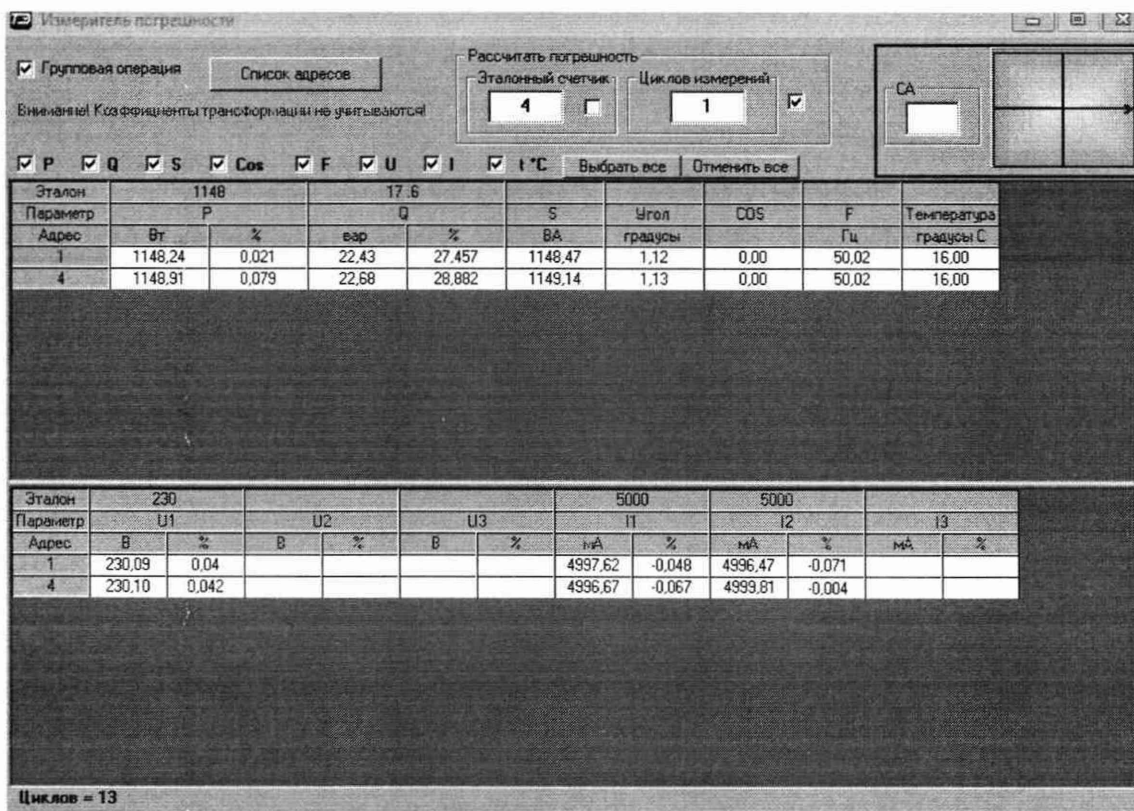 Измеритель погрешности
Групповая операция
Список адресов
Рассчитать погрешность
Эталонный счетчик
Циклов измерений
4
1
СА
Внимание! Коэффициенты трансформации не учитываются!
P Q S Cos F U I t °C Выбрать все Отменить все
Эталон 1148 17.6
Параметр P Q S Угол COS F Температура
Адрес Вт % вар % ВА градусы Гц градусы С
1 1148,24 0,021 22,43 27,457 1148,47 1,12 0,00 50,02 16,00
4 1148,91 0,079 22,68 28,882 1149,14 1,13 0,00 50,02 16,00
Эталон 230 5000 5000
Параметр U1 U2 U3 I1 I2 I3
Адрес В % В % В % мА % мА % мА %
1 230,09 0,04 4997,62 -0,048 4996,47 -0,071
4 230,10 0,042 4996,67 -0,067 4999,81 -0,004
Циклов = 13